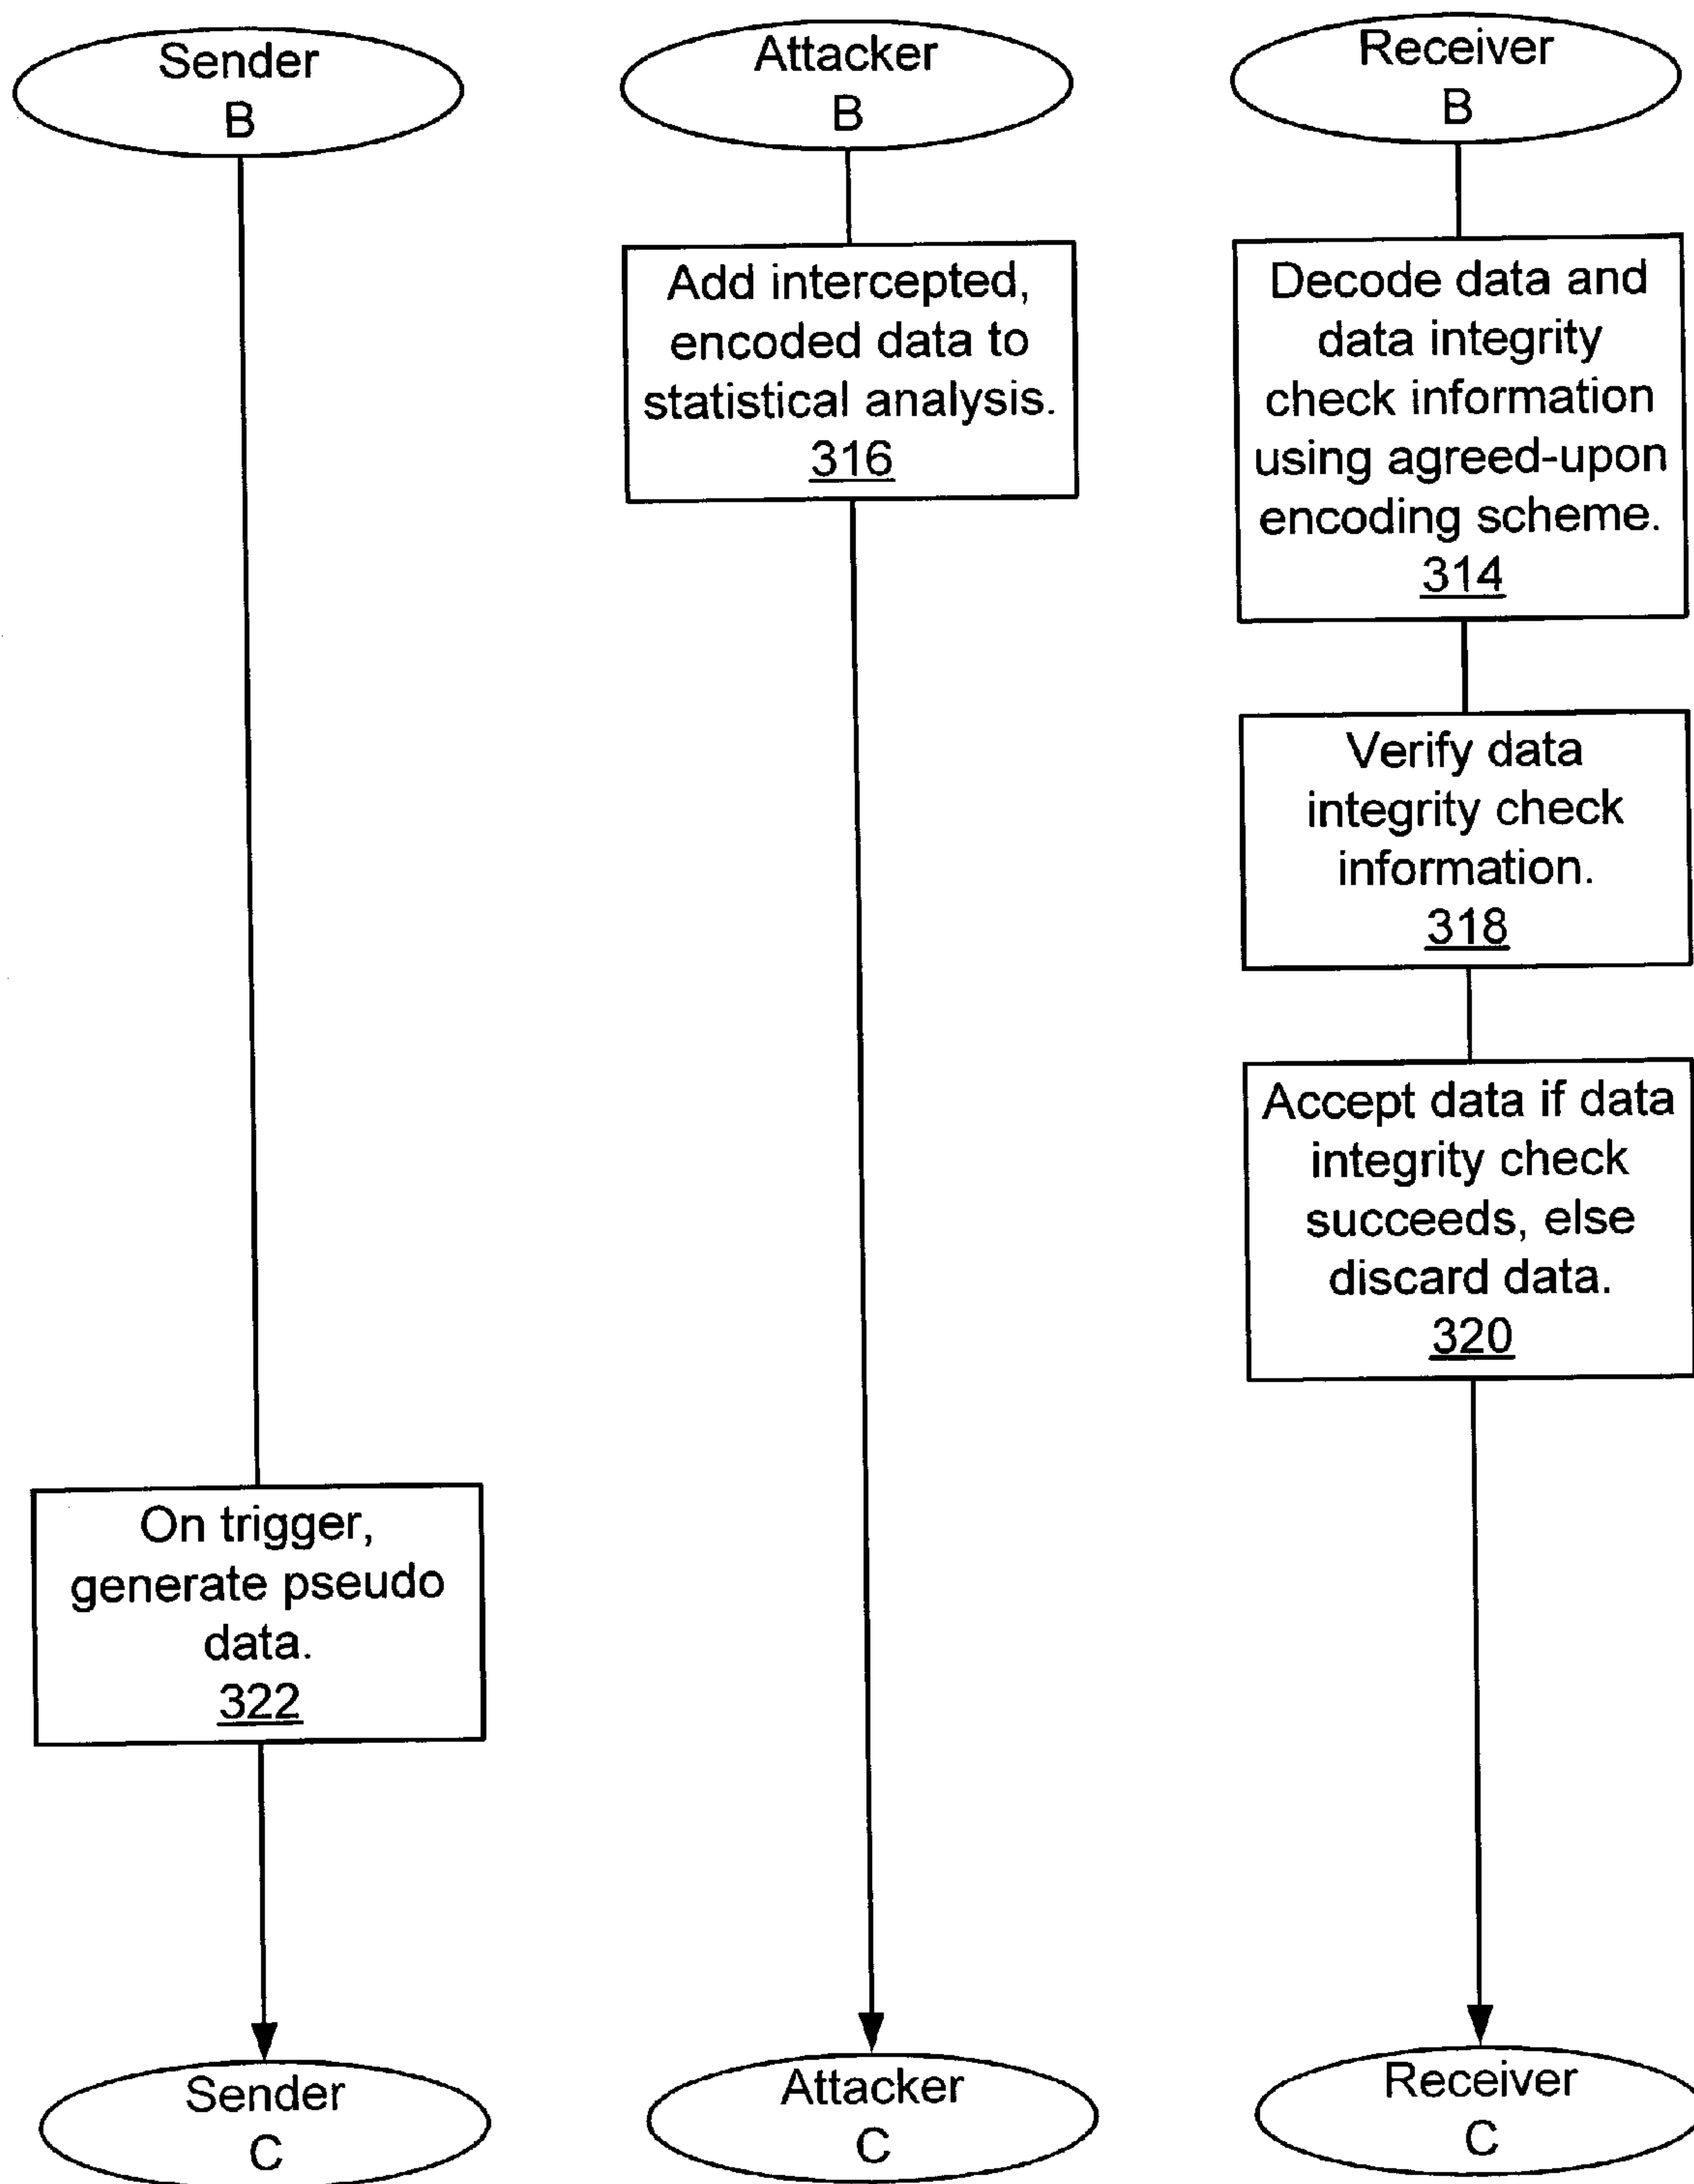 Sender
B
Attacker
B
Receiver
B
Add intercepted,
encoded data to
statistical analysis.
316
Decode data and
data integrity
check information
using agreed-upon
encoding scheme.
314
Verify data
integrity check
information.
318
Accept data if data
integrity check
succeeds, else
discard data.
320
On trigger,
generate pseudo
data.
322
Sender
C
Attacker
C
Receiver
C